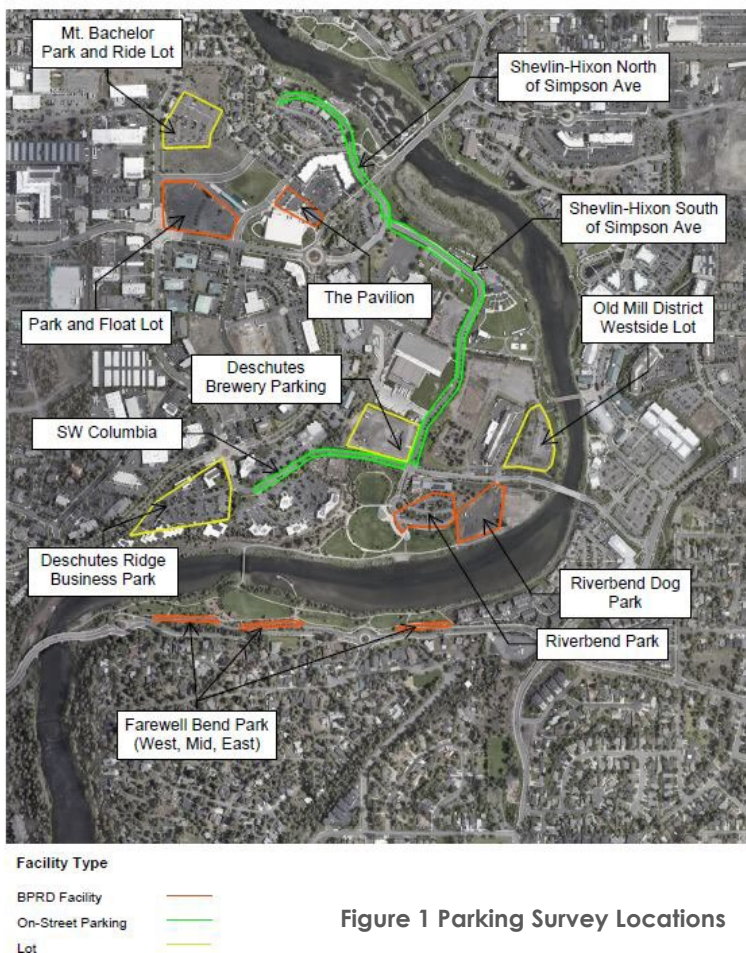 Mt. Bachelor
Park and Ride Lot
Shevlin-Hixon North
of Simpson Ave
Shevlin-Hixon South
of Simpson Ave
The Pavilion
Old Mill District
Westside Lot
Park and Float Lot
Deschutes
Brewery Parking
SW Columbia
Deschutes Ridge
Business Park
Riverbend Dog
Park
Riverbend Park
Farewell Bend Park
(West, Mid, East)
Facility Type
BPRD Facility
On-Street Parking
Lot
Figure 1 Parking Survey Locations